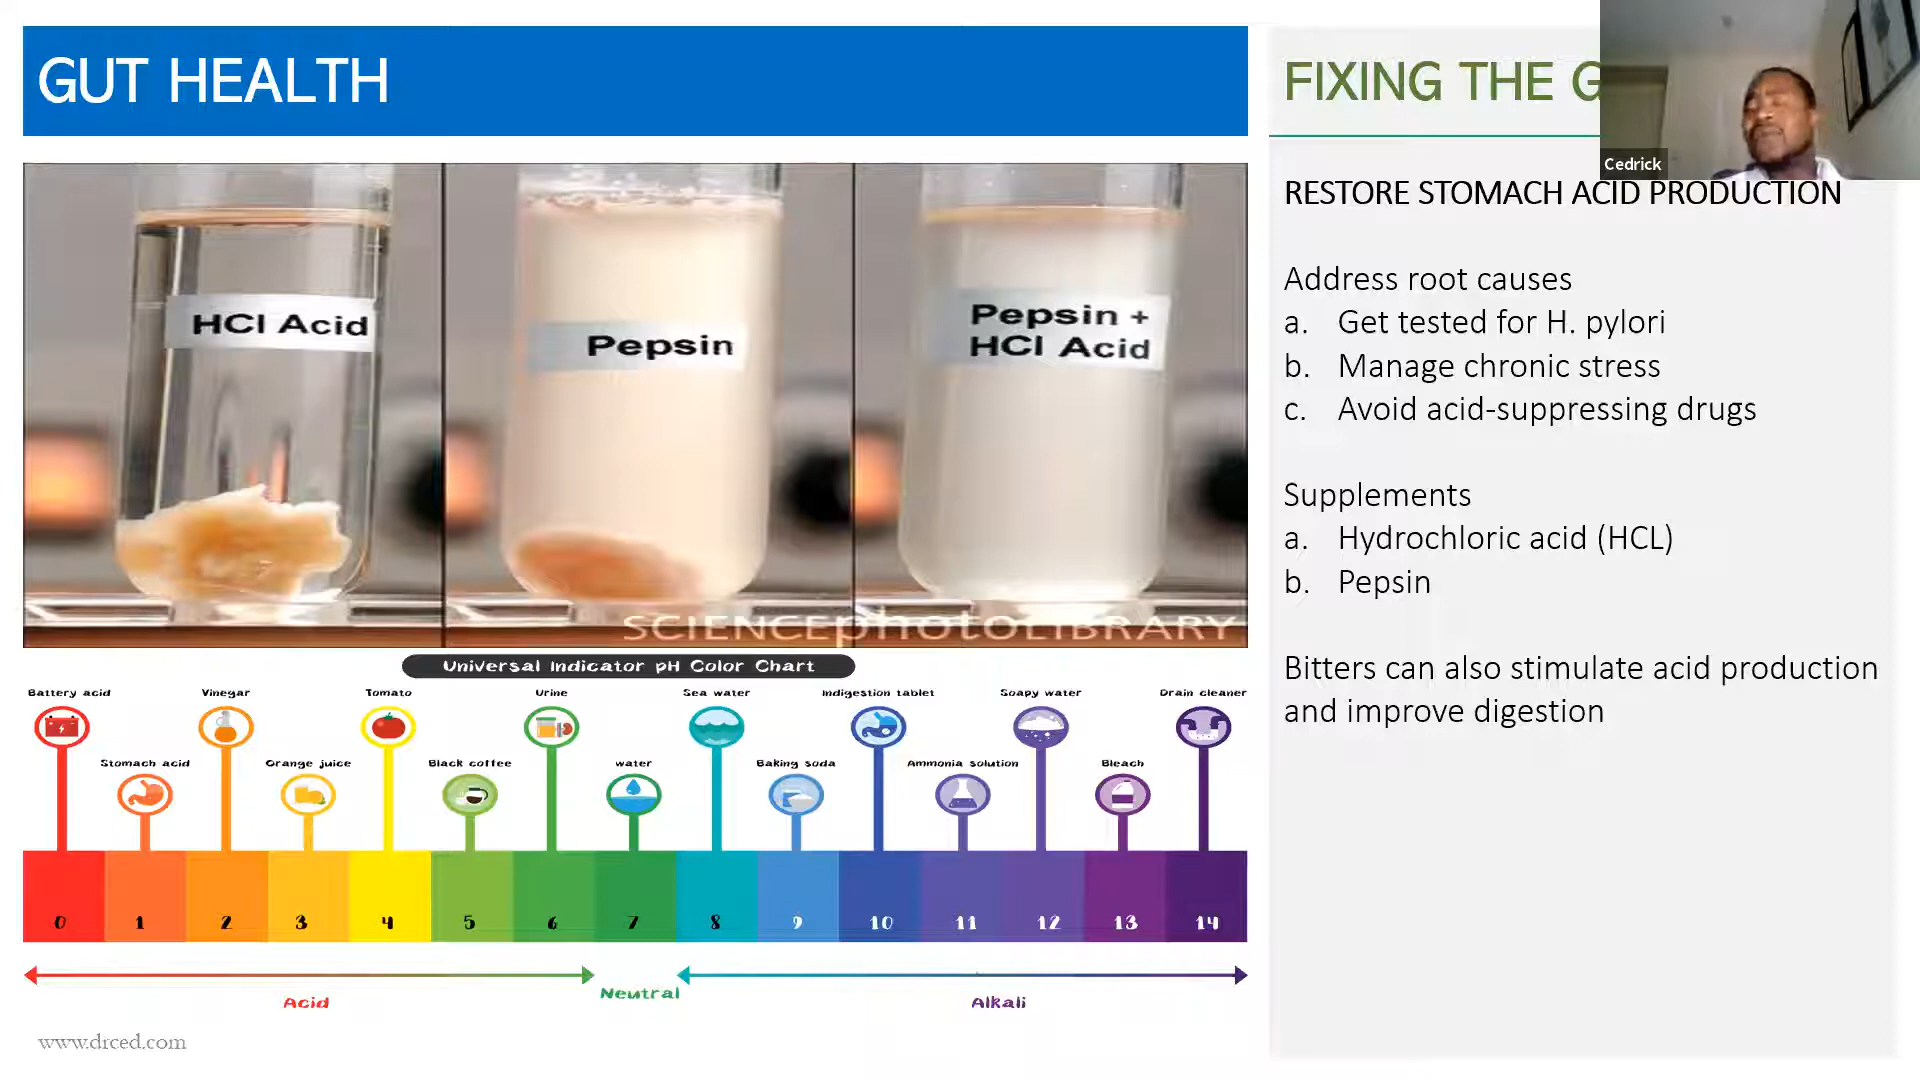 GUT HEALTH
HCl Acid
Pepsin
Pepsin +
HCl Acid
SCIENCEphotoLIBRARY
Universal Indicator pH Color Chart
Battery acid
Vinegar
Tomato
Urine
Sea water
Indigestion tablet
Soapy water
Drain cleaner
Stomach acid
Orange juice
Black coffee
water
Baking soda
Ammonia solution
Bleach
0 1 2 3 4 5 6 7 8 9 10 11 12 13 14
Acid
Neutral
Alkali
www.drced.com
FIXING THE G
Cedrick
RESTORE STOMACH ACID PRODUCTION
Address root causes
a. Get tested for H. pylori
b. Manage chronic stress
c. Avoid acid-suppressing drugs
Supplements
a. Hydrochloric acid (HCL)
b. Pepsin
Bitters can also stimulate acid production
and improve digestion